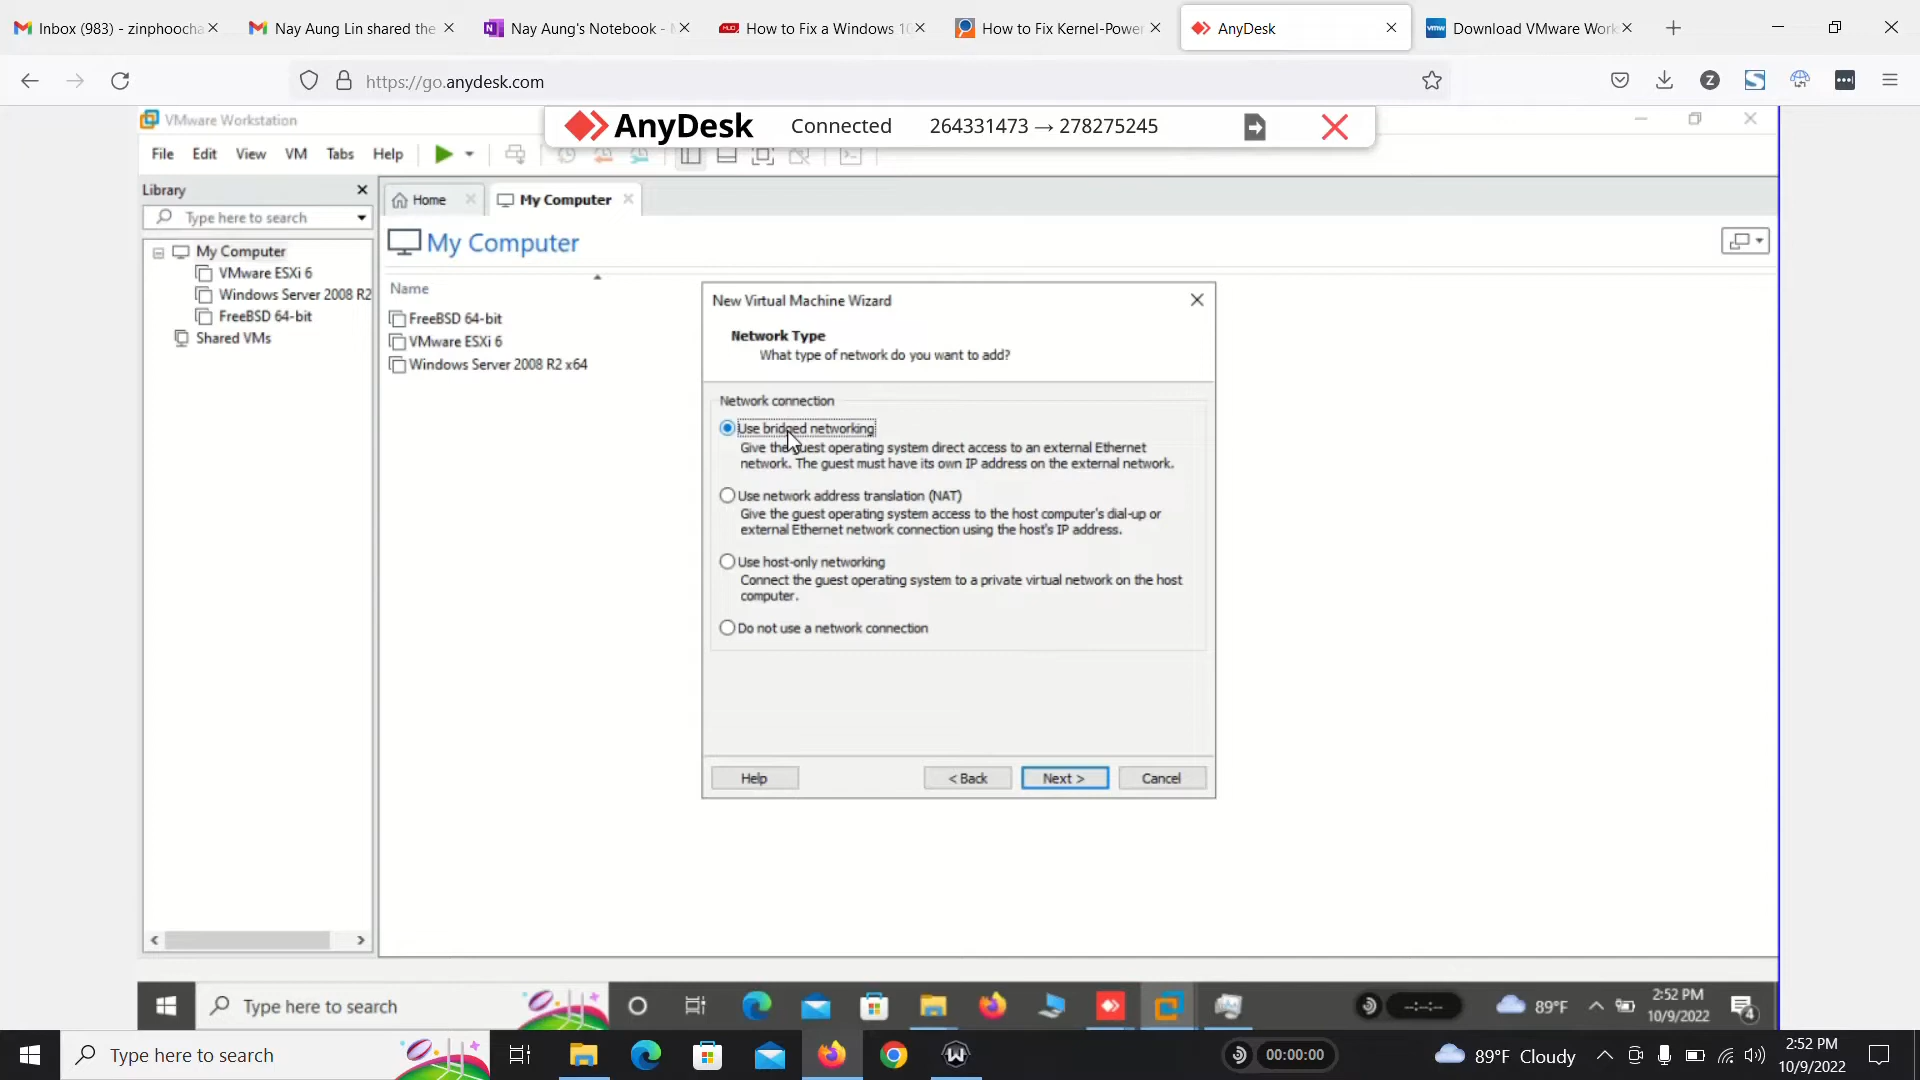 Inbox (983) - zinphoocha
Nay Aung Lin shared the
Nay Aung's Notebook -
How to Fix a Windows 10
How to Fix Kernel-Power
AnyDesk
Download VMware Work
https://go.anydesk.com
VMware Workstation
AnyDesk Connected 264331473 → 278275245
File Edit View VM Tabs Help
Library
Home
My Computer
Type here to search
My Computer
My Computer
VMware ESXi 6
Windows Server 2008 R2
FreeBSD 64-bit
Shared VMs
Name
FreeBSD 64-bit
VMware ESXi 6
Windows Server 2008 R2 x64
New Virtual Machine Wizard
Network Type
What type of network do you want to add?
Network connection
Use bridged networking
Give the guest operating system direct access to an external Ethernet
network. The guest must have its own IP address on the external network.
Use network address translation (NAT)
Give the guest operating system access to the host computer's dial-up or
external Ethernet network connection using the host's IP address.
Use host-only networking
Connect the guest operating system to a private virtual network on the host
computer.
Do not use a network connection
Help
< Back
Next >
Cancel
Type here to search
--:--:--
89°F
2:52 PM
10/9/2022
4
Type here to search
00:00:00
89°F Cloudy
2:52 PM
10/9/2022